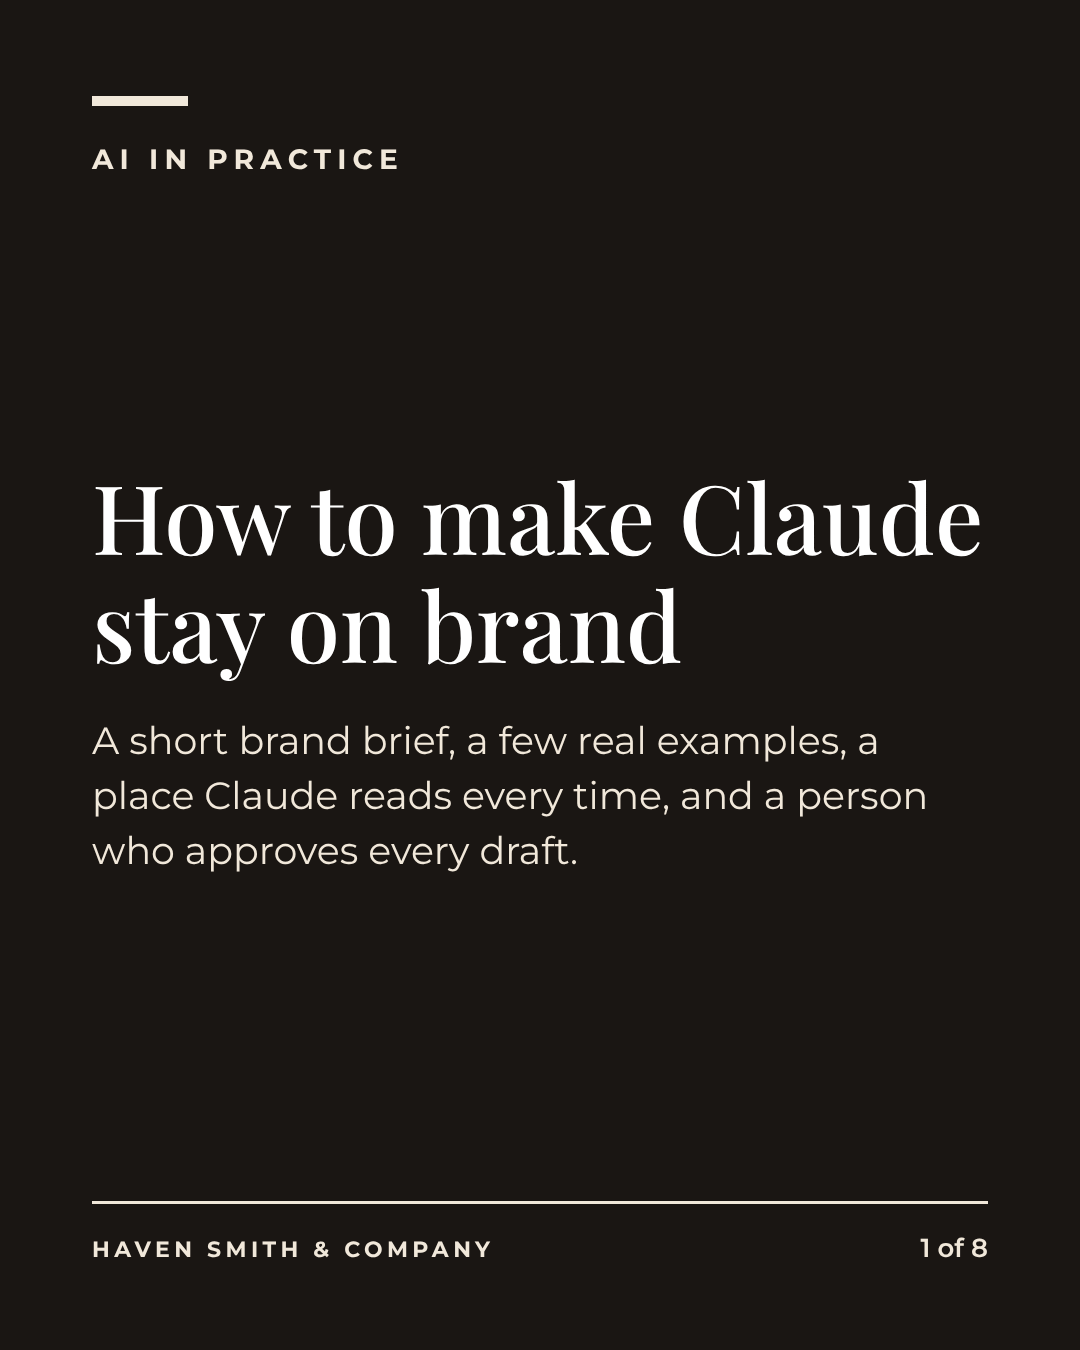 AI IN PRACTICE
How to make Claude
stay on brand
A short brand brief, a few real examples, a
place Claude reads every time, and a person
who approves every draft.
HAVEN SMITH & COMPANY
1 of 8